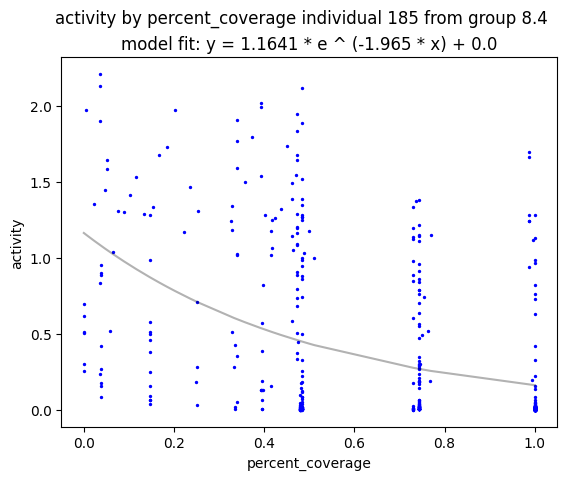 activity by percent_coverage individual 185 from group 8.4
model fit: y = 1.1641 * e ^ (-1.965 * x) + 0.0
2.0
1.5
1.0
0.5
0.0
activity
0.0 0.2 0.4 0.6 0.8 1.0
percent_coverage